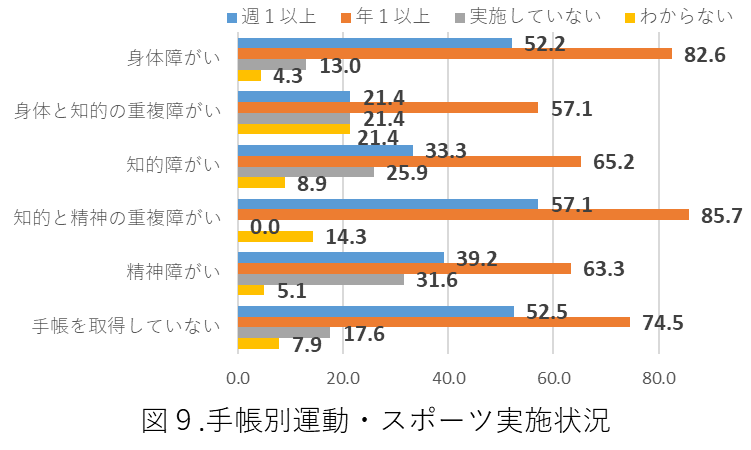 週１以上 年１以上 実施していない わからない
身体障がい 52.2 82.6 13.0 4.3
身体と知的の重複障がい 21.4 57.1 21.4 21.4
知的障がい 33.3 65.2 25.9 8.9
知的と精神の重複障がい 57.1 85.7 0.0 14.3
精神障がい 39.2 63.3 31.6 5.1
手帳を取得していない 52.5 74.5 17.6 7.9
0.0 20.0 40.0 60.0 80.0
図９.手帳別運動・スポーツ実施状況